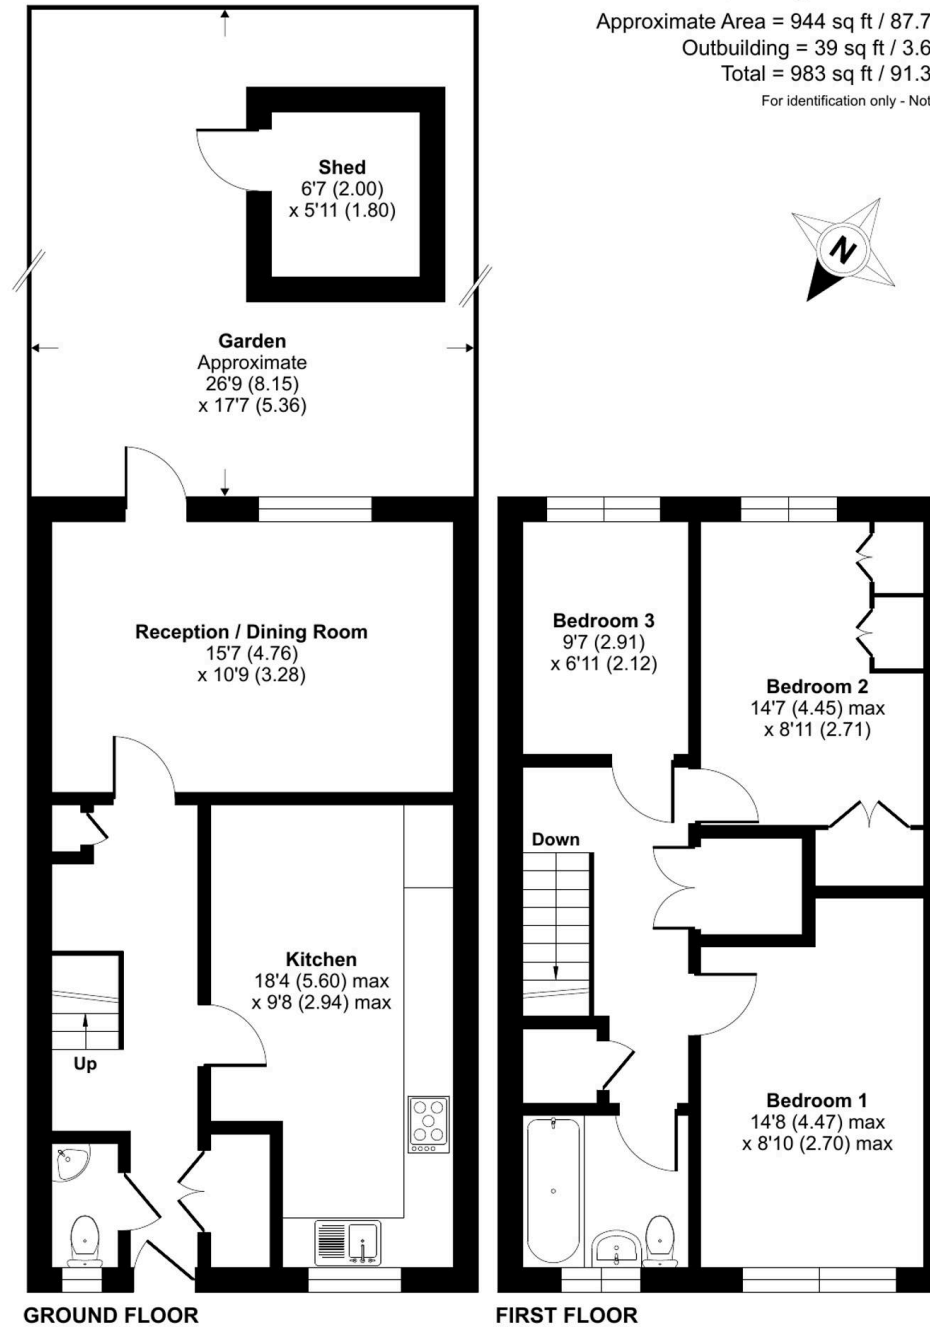 Approximate Area = 944 sq ft / 87.7
Outbuilding = 39 sq ft / 3.6
Total = 983 sq ft / 91.3
For identification only - Not
Shed
6'7 (2.00)
x 5'11 (1.80)
N
Garden
Approximate
26'9 (8.15)
x 17'7 (5.36)
Reception / Dining Room
15'7 (4.76)
x 10'9 (3.28)
Kitchen
18'4 (5.60) max
x 9'8 (2.94) max
Up
GROUND FLOOR
Bedroom 3
9'7 (2.91)
x 6'11 (2.12)
Bedroom 2
14'7 (4.45) max
x 8'11 (2.71)
Down
Bedroom 1
14'8 (4.47) max
x 8'10 (2.70) max
FIRST FLOOR